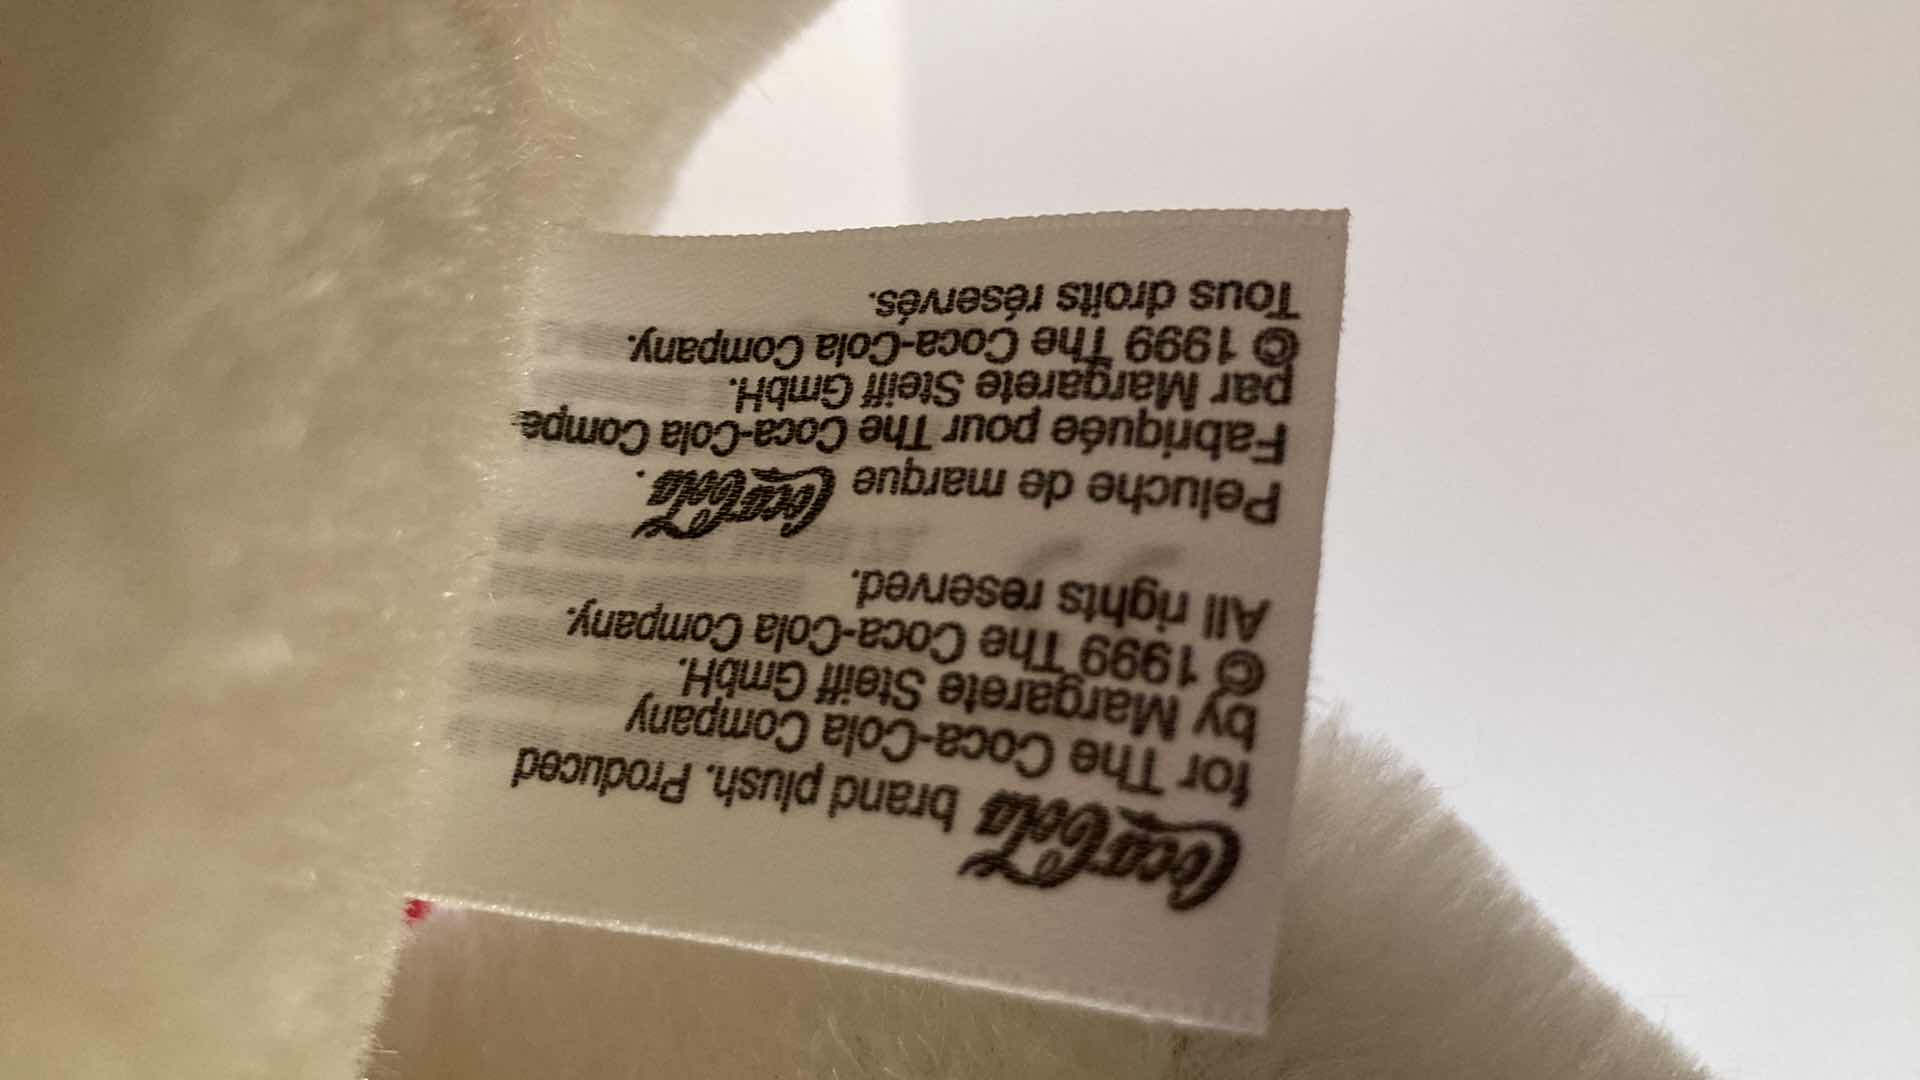 Coca-Cola brand plush. Produced
for The Coca-Cola Company
by Margarete Steiff GmbH.
© 1999 The Coca-Cola Company.
All rights reserved.
Peluche de marque Coca-Cola.
Fabriquée pour The Coca-Cola Compa
par Margarete Steiff GmbH.
© 1999 The Coca-Cola Company.
Tous droits réservés.